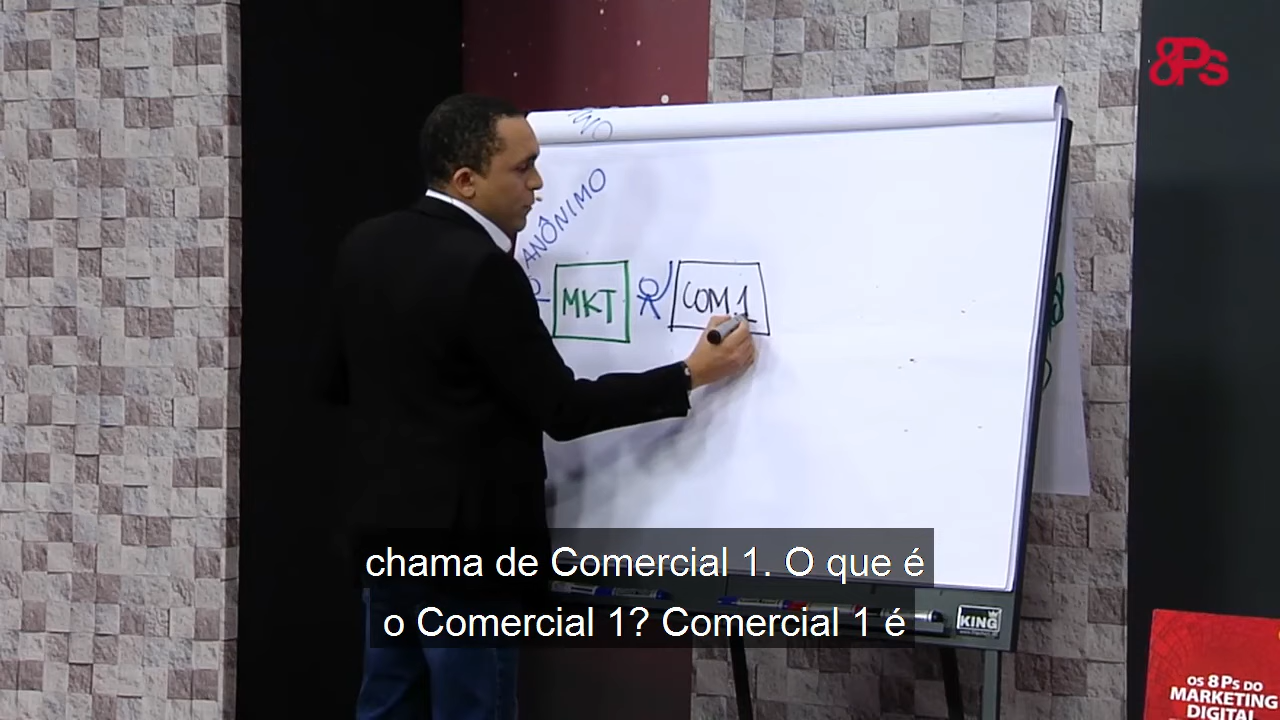 8Ps
ANÔNIMO
MKT
COM.1
chama de Comercial 1. O que é
o Comercial 1? Comercial 1 é
KING
OS 8Ps DO
MARKETING
DIGITAL